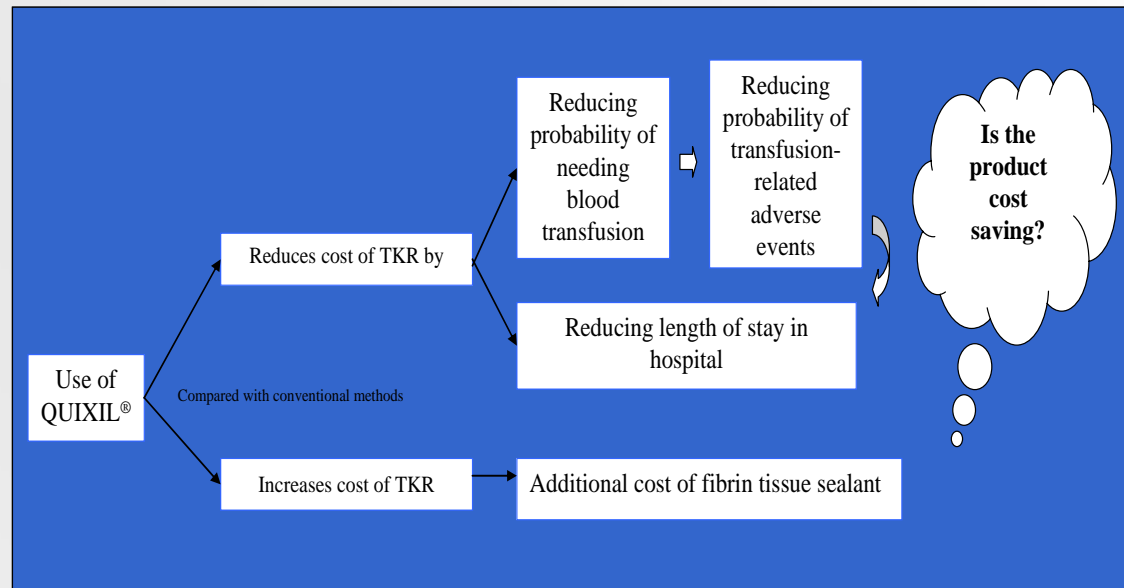 Use of
QUIXIL®
Compared with conventional methods
Reduces cost of TKR by
Reducing
probability of
needing
blood
transfusion
Reducing
probability of
transfusion-
related
adverse
events
Reducing length of stay in
hospital
Increases cost of TKR
Additional cost of fibrin tissue sealant
Is the
product
cost
saving?